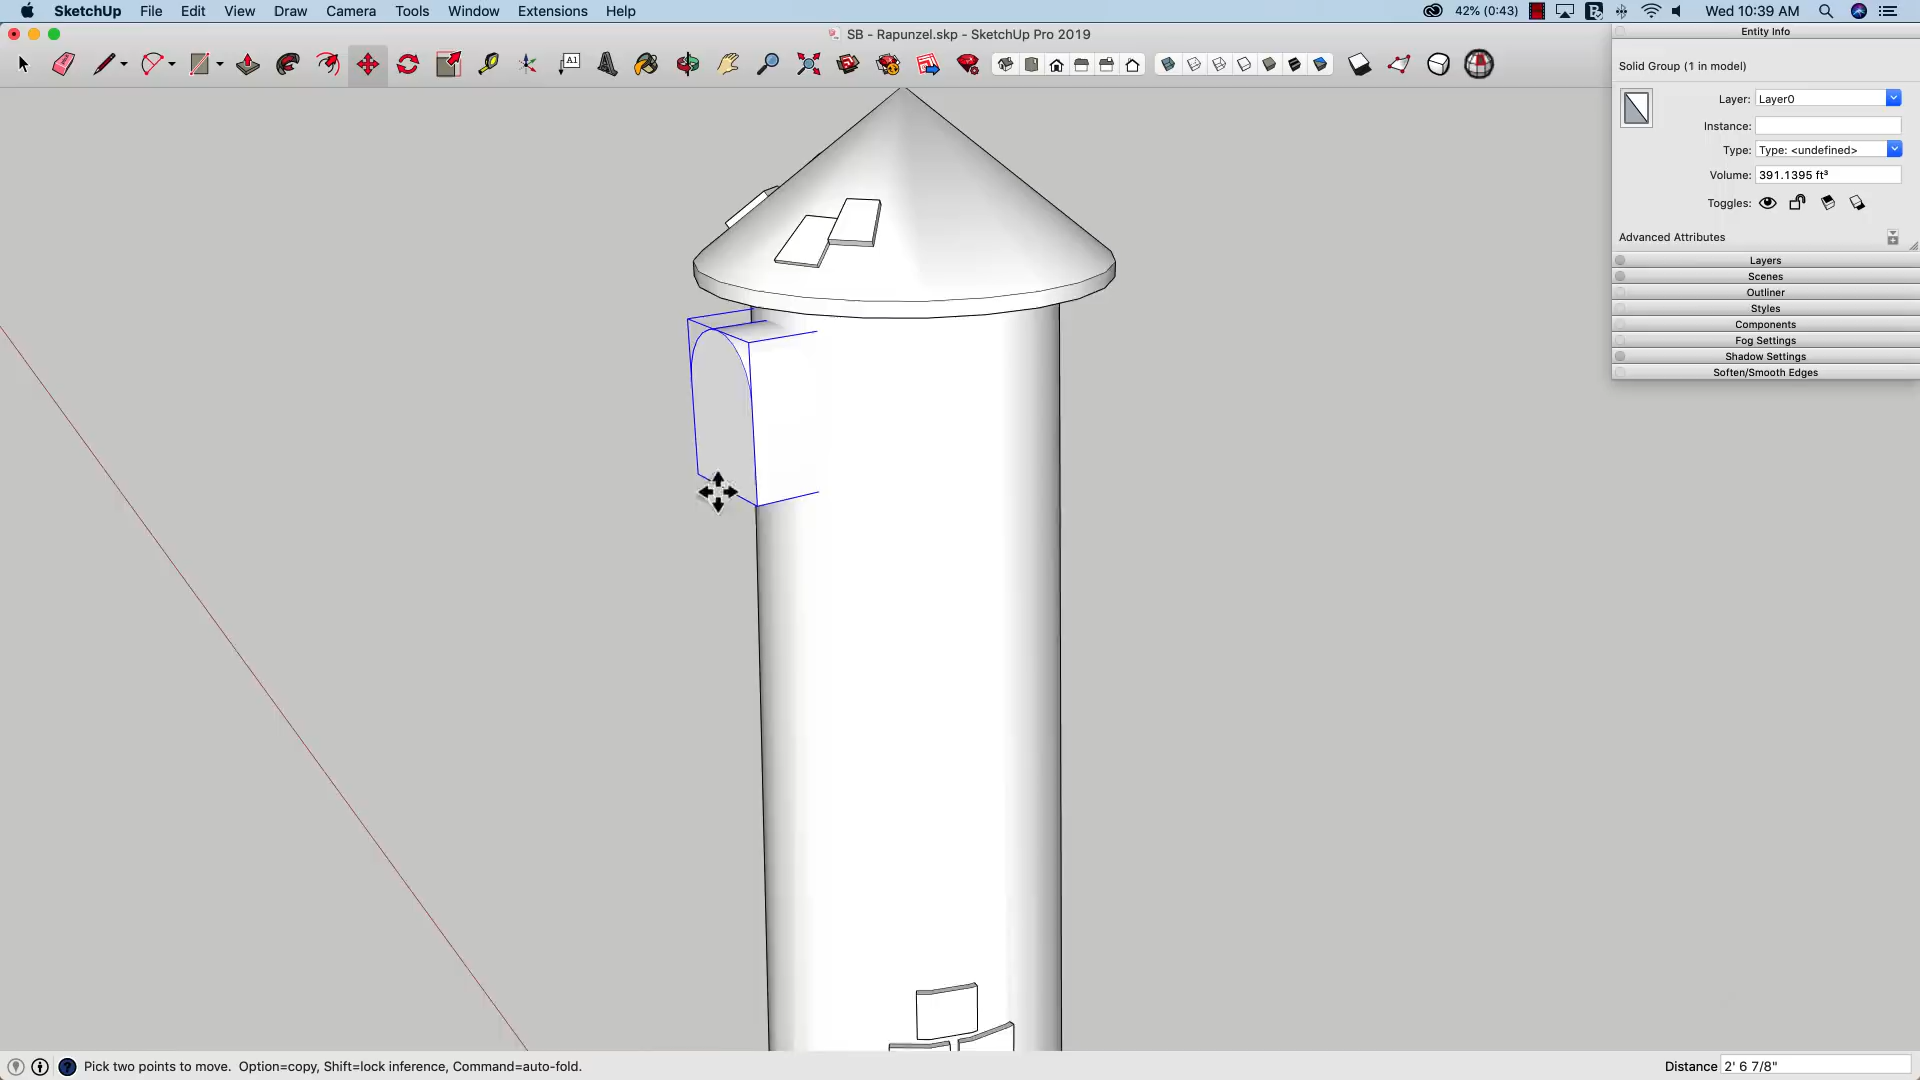 SketchUp File Edit View Draw Camera Tools Window Extensions Help 42% (0:43) Wed 10:39 AM
SB - Rapunzel.skp - SketchUp Pro 2019
A1
Entity Info
Solid Group (1 in model)
Layer: Layer0
Instance:
Type: Type: <undefined>
Volume: 391.1395 ft³
Toggles:
Advanced Attributes
Layers
Scenes
Outliner
Styles
Components
Fog Settings
Shadow Settings
Soften/Smooth Edges
Pick two points to move. Option=copy, Shift=lock inference, Command=auto-fold. Distance 2' 6 7/8"